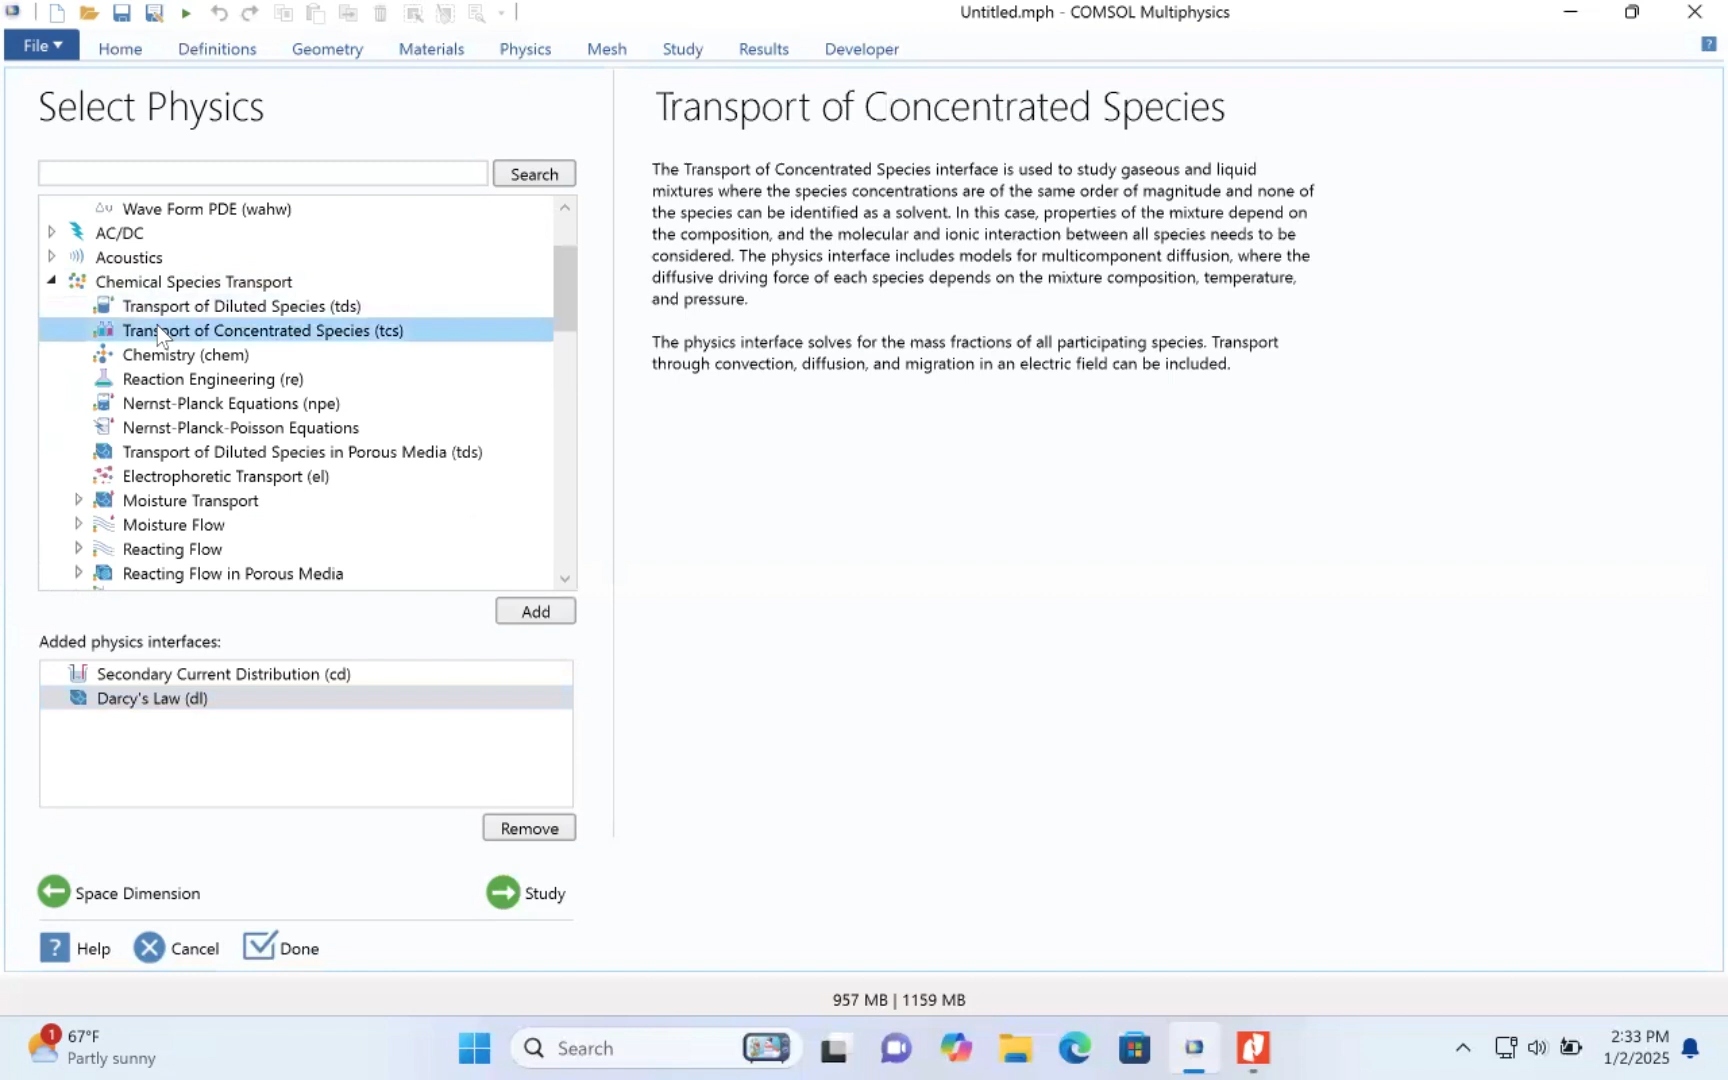 Untitled.mph - COMSOL Multiphysics
File
Home
Definitions
Geometry
Materials
Physics
Mesh
Study
Results
Developer
?
Select Physics
Search
Wave Form PDE (wahw)
AC/DC
Acoustics
Chemical Species Transport
Transport of Diluted Species (tds)
Transport of Concentrated Species (tcs)
Chemistry (chem)
Reaction Engineering (re)
Nernst-Planck Equations (npe)
Nernst-Planck-Poisson Equations
Transport of Diluted Species in Porous Media (tds)
Electrophoretic Transport (el)
Moisture Transport
Moisture Flow
Reacting Flow
Reacting Flow in Porous Media
Add
Added physics interfaces:
Secondary Current Distribution (cd)
Darcy's Law (dl)
Remove
Space Dimension
Study
? Help
Cancel
Done
Transport of Concentrated Species
The Transport of Concentrated Species interface is used to study gaseous and liquid
mixtures where the species concentrations are of the same order of magnitude and none of
the species can be identified as a solvent. In this case, properties of the mixture depend on
the composition, and the molecular and ionic interaction between all species needs to be
considered. The physics interface includes models for multicomponent diffusion, where the
diffusive driving force of each species depends on the mixture composition, temperature,
and pressure.
The physics interface solves for the mass fractions of all participating species. Transport
through convection, diffusion, and migration in an electric field can be included.
957 MB | 1159 MB
1
67°F
Partly sunny
Search
2:33 PM
1/2/2025